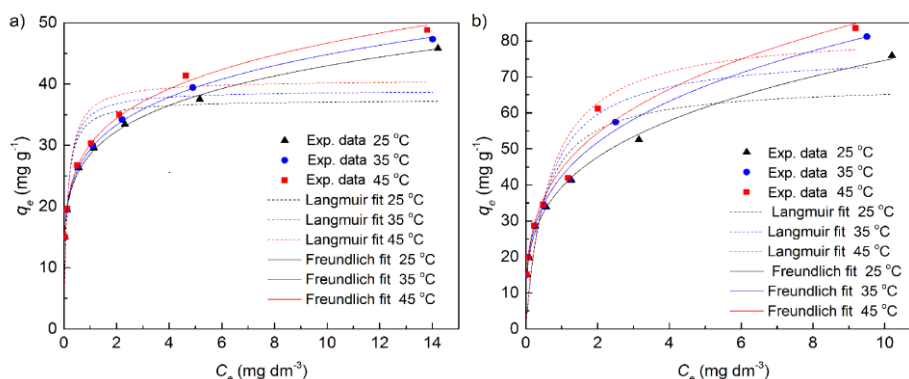 a)
50
40
30
20
10
0
qe (mg g-1)
Exp. data 25 °C
Exp. data 35 °C
Exp. data 45 °C
Langmuir fit 25 °C
Langmuir fit 35 °C
Langmuir fit 45 °C
Freundlich fit 25 °C
Freundlich fit 35 °C
Freundlich fit 45 °C
0 2 4 6 8 10 12 14
Ce (mg dm-3)
b)
80
70
60
50
40
30
20
10
0
qe (mg g-1)
Exp. data 25 °C
Exp. data 35 °C
Exp. data 45 °C
Langmuir fit 25 °C
Langmuir fit 35 °C
Langmuir fit 45 °C
Freundlich fit 25 °C
Freundlich fit 35 °C
Freundlich fit 45 °C
0 2 4 6 8 10
Ce (mg dm-3)